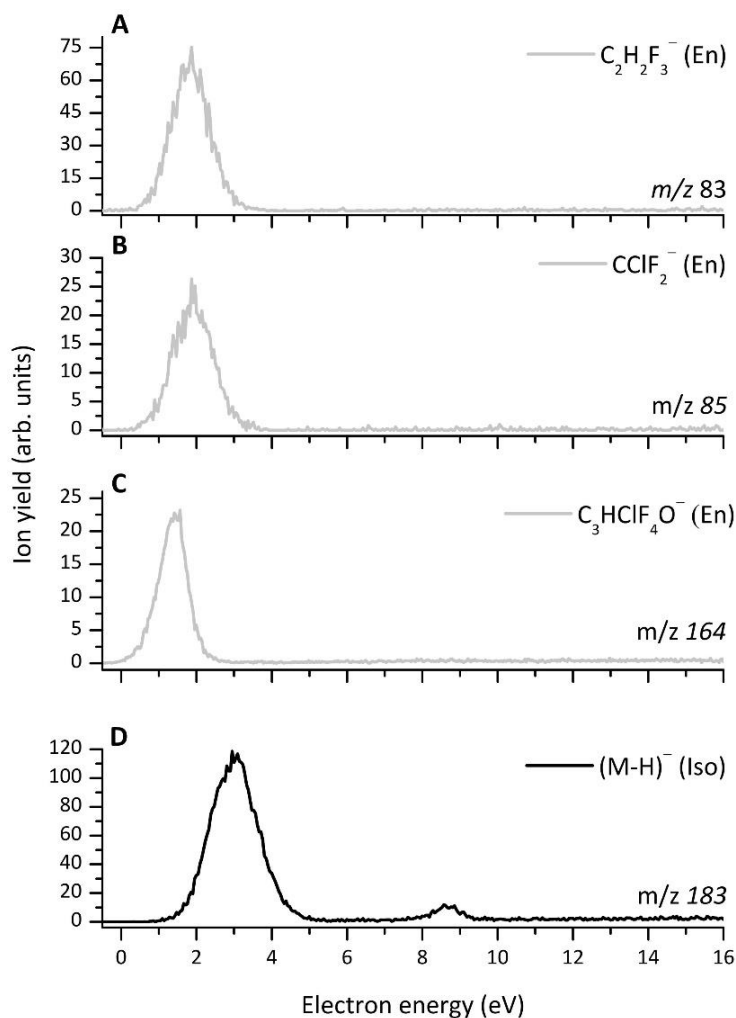 A
75
60
45
30
15
0
C₂H₂F₃⁻ (En)
m/z 83
B
30
25
20
15
10
5
0
CClF₂⁻ (En)
m/z 85
C
25
20
15
10
5
0
C₃HClF₄O⁻ (En)
m/z 164
D
120
100
80
60
40
20
0
(M-H)⁻ (Iso)
m/z 183
0 2 4 6 8 10 12 14 16
Electron energy (eV)
Ion yield (arb. units)